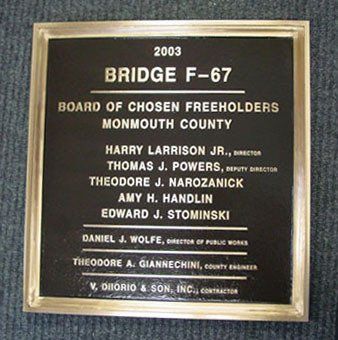 2003
BRIDGE F-67
BOARD OF CHOSEN FREEHOLDERS
MONMOUTH COUNTY
HARRY LARRISON JR., DIRECTOR
THOMAS J. POWERS, DEPUTY DIRECTOR
THEODORE J. NAROZANICK
AMY H. HANDLIN
EDWARD J. STOMINSKI
DANIEL J. WOLFE, DIRECTOR OF PUBLIC WORKS
THEODORE A. GIANNECHINI, COUNTY ENGINEER
V. DIIORIO & SON, INC., CONTRACTOR